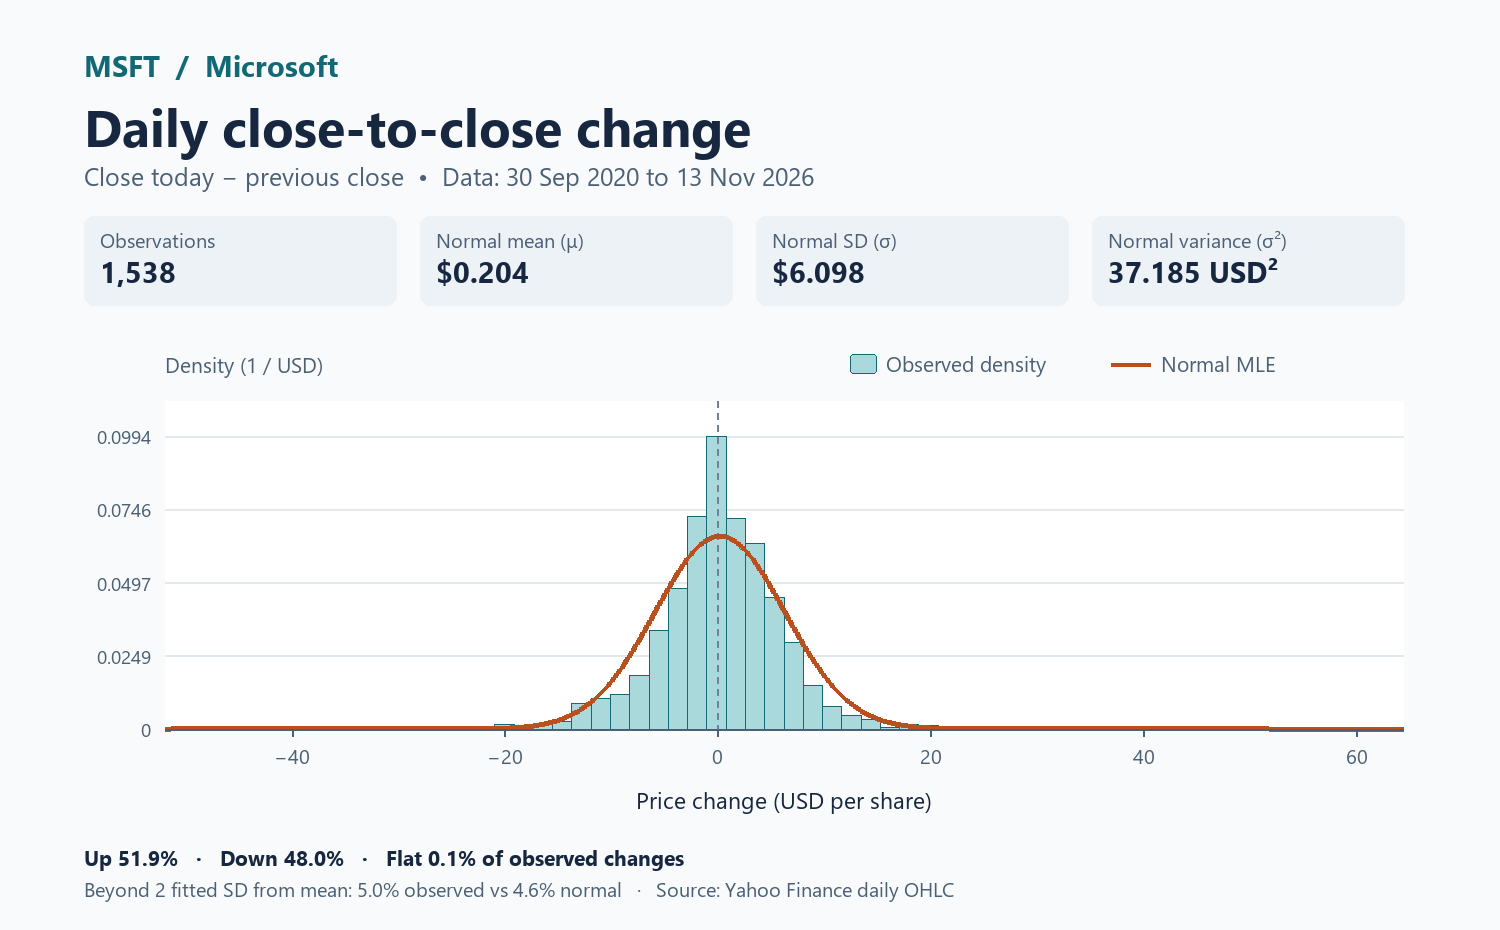 MSFT / Microsoft
Daily close-to-close change
Close today − previous close • Data: 30 Sep 2020 to 13 Nov 2026
Observations
1,538
Normal mean (μ)
$0.204
Normal SD (σ)
$6.098
Normal variance (σ²)
37.185 USD²
Density (1 / USD)
Observed density
Normal MLE
0.0994
0.0746
0.0497
0.0249
0
−40
−20
0
20
40
60
Price change (USD per share)
Up 51.9% · Down 48.0% · Flat 0.1% of observed changes
Beyond 2 fitted SD from mean: 5.0% observed vs 4.6% normal · Source: Yahoo Finance daily OHLC